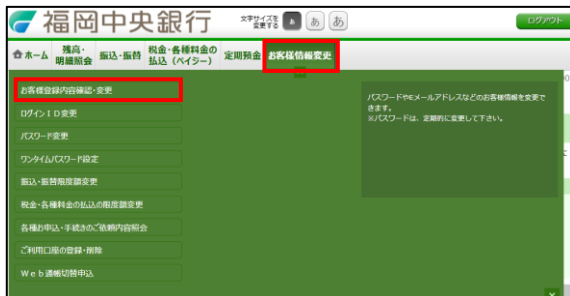 福岡中央銀行
文字サイズを
変更する
あ
あ
あ
ログアウト
ホーム
残高・
明細照会
振込・振替
税金・各種料金の
払込（ペイジー）
定期預金
お客様情報変更
お客様登録内容確認・変更
ログインＩＤ変更
パスワード変更
ワンタイムパスワード設定
振込・振替限度額変更
税金・各種料金の払込の限度額変更
各種お申込・手続きのご依頼内容照会
ご利用口座の登録・削除
Ｗｅｂ通帳切替申込
パスワードやEメールアドレスなどのお客様情報を変更で
きます。
※パスワードは、定期的に変更して下さい。